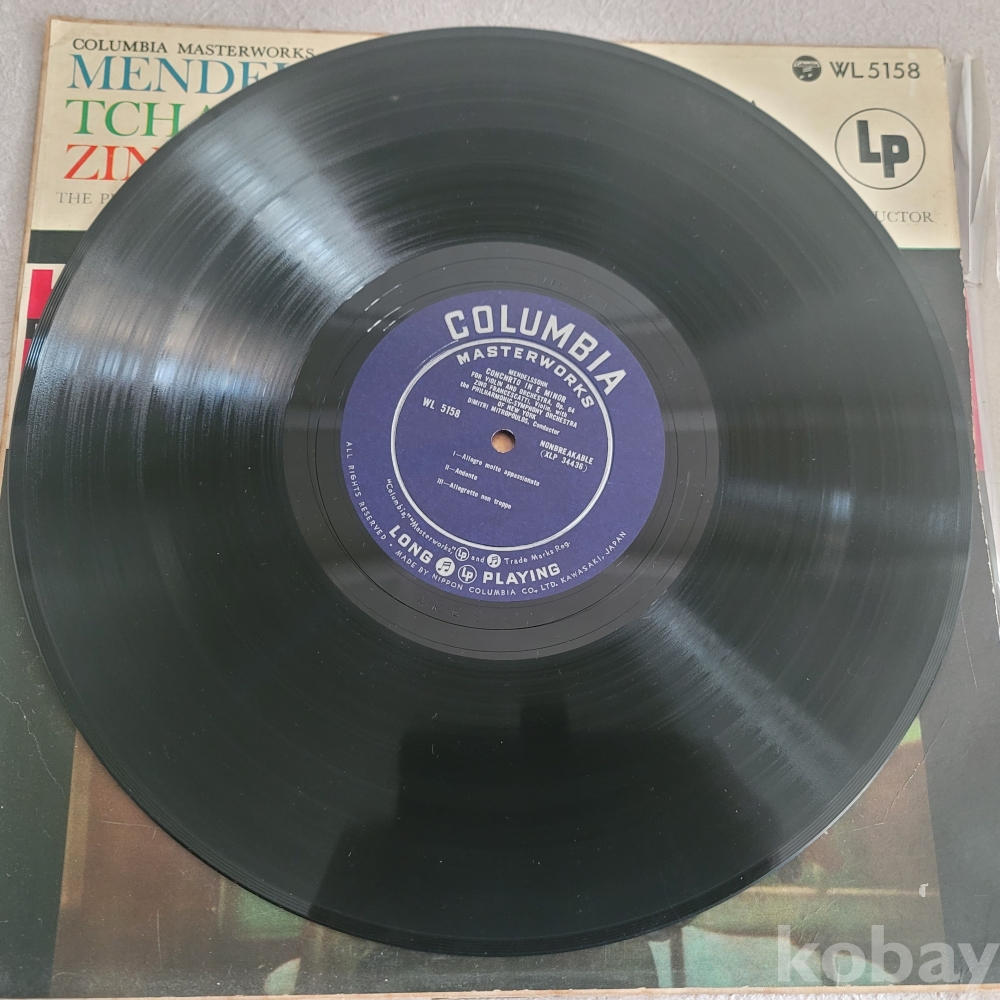 COLUMBIA MASTERWORKS
MENDEL
TCHA
ZIN
THE P
WL 5158
LP
UCTOR
COLUMBIA
MASTERWORKS
MENDELSSOHN
CONCERTO IN E MINOR
FOR VIOLIN AND ORCHESTRA, Op. 64
ZINO FRANCESCATTI, Violin, with
the PHILHARMONIC-SYMPHONY ORCHESTRA
OF NEW YORK
DIMITRI MITROPOULOS, Conductor
WL 5158
NONBREAKABLE
(XLP 34436)
I—Allegro molto appassionato
II—Andante
III—Allegretto non troppo
"Columbia," "Masterworks," LP and Trade Marks Reg.
LONG LP PLAYING
ALL RIGHTS RESERVED • MADE BY NIPPON COLUMBIA CO., LTD. KAWASAKI, JAPAN
kobay